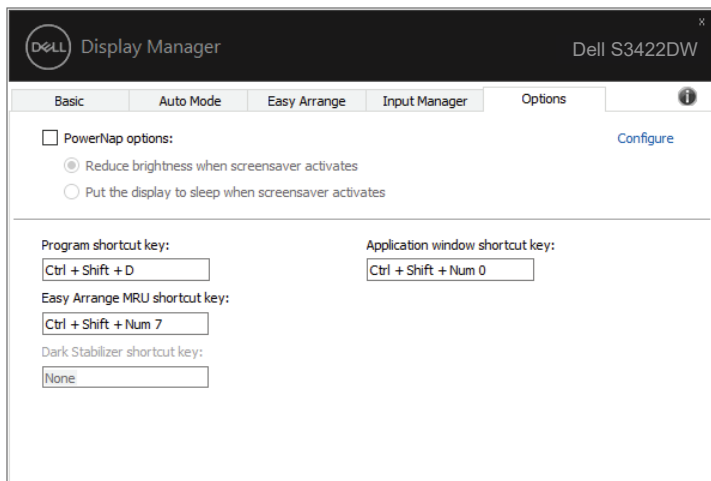 x
DELL Display Manager
Dell S3422DW
Basic Auto Mode Easy Arrange Input Manager Options i
PowerNap options: Configure
Reduce brightness when screensaver activates
Put the display to sleep when screensaver activates
Program shortcut key: Application window shortcut key:
Ctrl + Shift + D Ctrl + Shift + Num 0
Easy Arrange MRU shortcut key:
Ctrl + Shift + Num 7
Dark Stabilizer shortcut key:
None